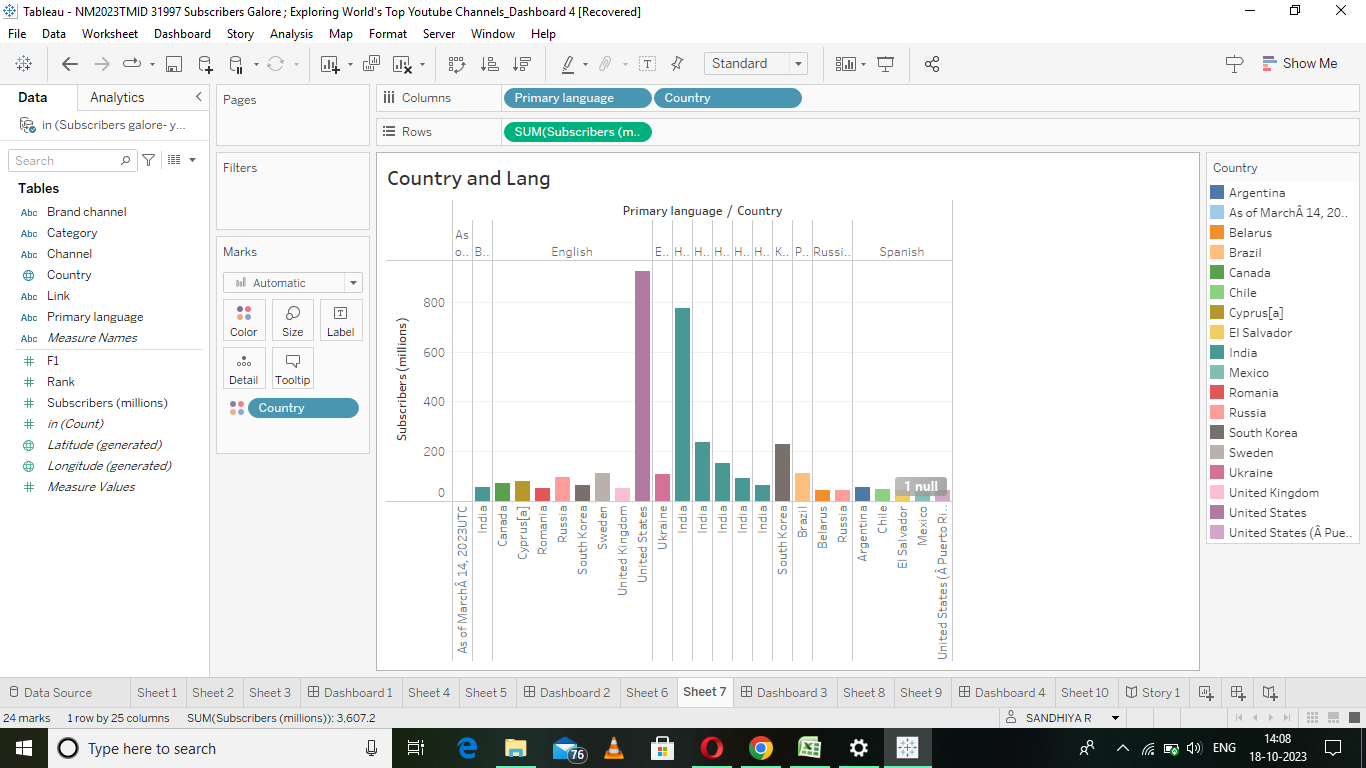 Tableau - NM2023TMID 31997 Subscribers Galore ; Exploring World's Top Youtube Channels_Dashboard 4 [Recovered]
File Data Worksheet Dashboard Story Analysis Map Format Server Window Help
Standard Show Me
Data Analytics
in (Subscribers galore- y...
Search
Tables
Abc Brand channel
Abc Category
Abc Channel
Country
Abc Link
Abc Primary language
Abc Measure Names
F1
Rank
Subscribers (millions)
in (Count)
Latitude (generated)
Longitude (generated)
Measure Values
Pages
Filters
Marks
Automatic
Color Size Label
Detail Tooltip
Country
Columns Primary language Country
Rows SUM(Subscribers (m..
Country and Lang
Primary language / Country
As
o.. B.. English E.. H.. H.. H.. H.. H.. K.. P.. Russi.. Spanish
Subscribers (millions)
800
600
400
200
0
1 null
As of MarchÂ 14, 2023UTC
India
Canada
Cyprus[a]
Romania
Russia
South Korea
Sweden
United Kingdom
United States
Ukraine
India
India
India
India
India
South Korea
Brazil
Belarus
Russia
Argentina
Chile
El Salvador
Mexico
United States (Â Puerto Ri..
Country
Argentina
As of MarchÂ 14, 20..
Belarus
Brazil
Canada
Chile
Cyprus[a]
El Salvador
India
Mexico
Romania
Russia
South Korea
Sweden
Ukraine
United Kingdom
United States
United States (Â Pue..
Data Source Sheet 1 Sheet 2 Sheet 3 Dashboard 1 Sheet 4 Sheet 5 Dashboard 2 Sheet 6 Sheet 7 Dashboard 3 Sheet 8 Sheet 9 Dashboard 4 Sheet 10 Story 1
24 marks 1 row by 25 columns SUM(Subscribers (millions)): 3,607.2 SANDHIYA R
Type here to search 76 ENG 14:08
18-10-2023